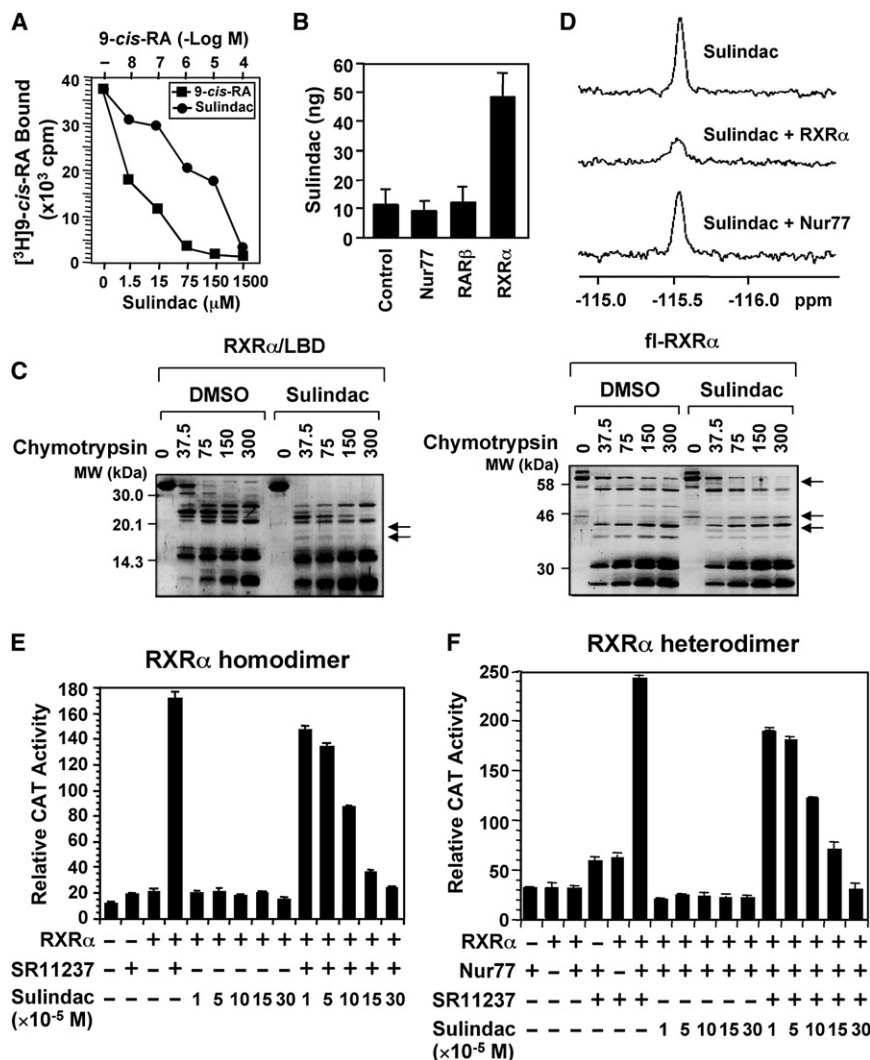 A
9-cis-RA (-Log M)
– 8 7 6 5 4
40
30
20
10
0
[³H]9-cis-RA Bound
(x10³ cpm)
9-cis-RA
Sulindac
0 1.5 15 75 150 1500
Sulindac (μM)
B
Sulindac (ng)
60
50
40
30
20
10
0
Control
Nur77
RARβ
RXRα
D
Sulindac
Sulindac + RXRα
Sulindac + Nur77
-115.0 -115.5 -116.0 ppm
C
RXRα/LBD
DMSO Sulindac
Chymotrypsin 0 37.5 75 150 300 0 37.5 75 150 300
MW (kDa)
30.0
20.1
14.3
fl-RXRα
DMSO Sulindac
Chymotrypsin 0 37.5 75 150 300 0 37.5 75 150 300
MW (kDa)
58
46
30
E
RXRα homodimer
Relative CAT Activity
180
160
140
120
100
80
60
40
20
0
RXRα – – + + + + + + + + + + + +
SR11237 – + – + – – – – – + + + + +
Sulindac – – – – 1 5 10 15 30 1 5 10 15 30
(×10⁻⁵ M)
F
RXRα heterodimer
Relative CAT Activity
250
200
150
100
50
0
RXRα – + + – + + + + + + + + + + + +
Nur77 + – + + – + + + + + + + + + + +
SR11237 – – – + + + – – – – – + + + + +
Sulindac – – – – – – 1 5 10 15 30 1 5 10 15 30
(×10⁻⁵ M)